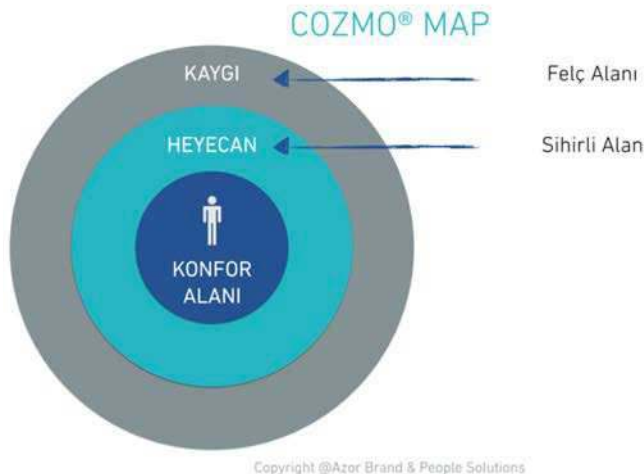 COZMO® MAP
KAYGI
Felç Alanı
HEYECAN
Sihirli Alan
KONFOR
ALANI
Copyright @Azor Brand & People Solutions